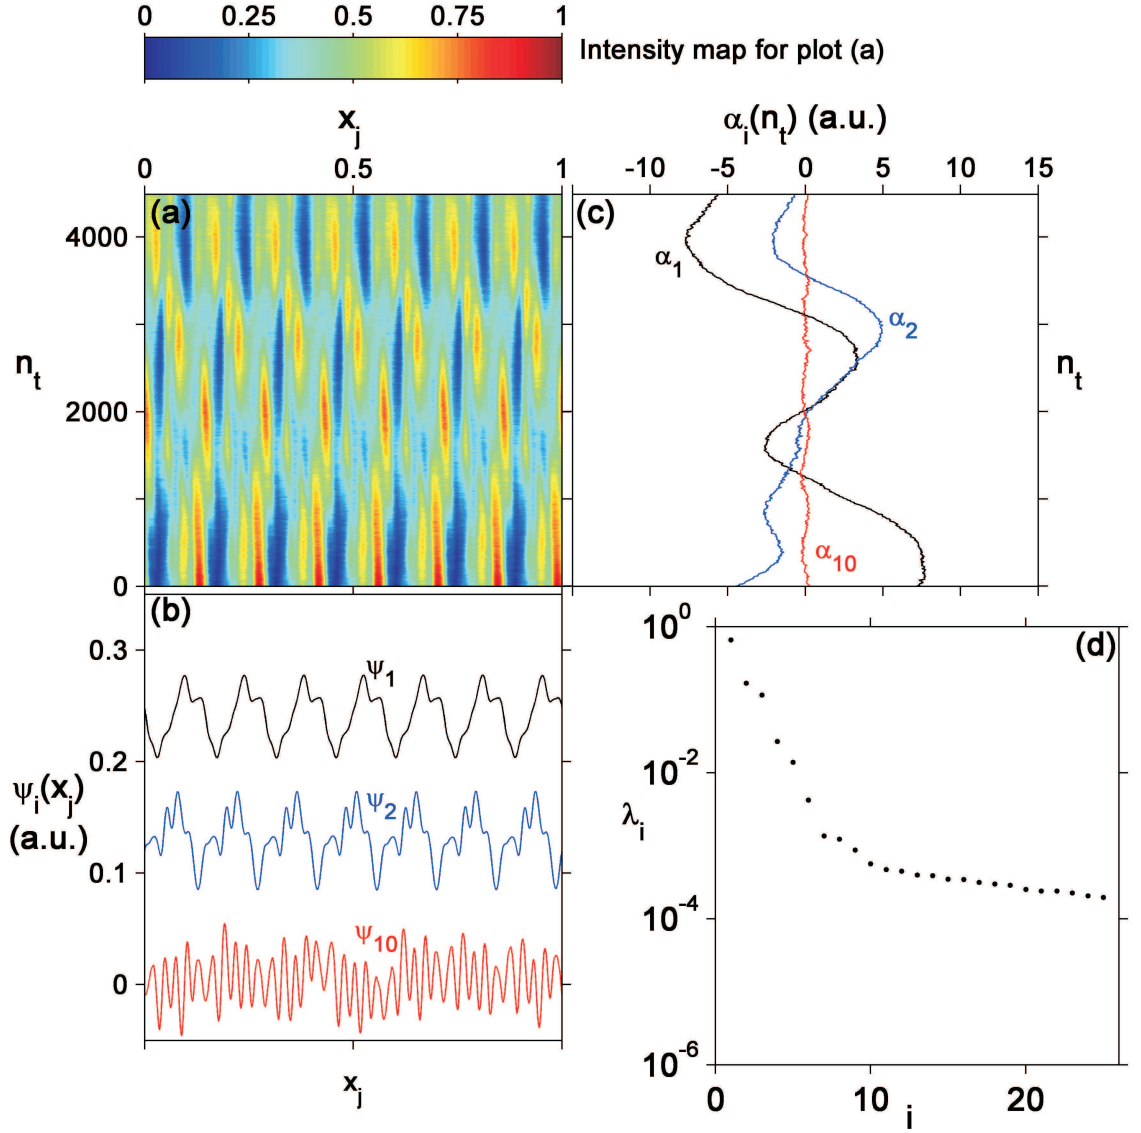 0 0.25 0.5 0.75 1
Intensity map for plot (a)
x_j
0 0.5 1
α_i(n_t) (a.u.)
-10 -5 0 5 10 15
(a)
4000
2000
0
n_t
(c)
α_1
α_2
α_10
n_t
(b)
0.3
0.2
0.1
0
ψ_i(x_j)
(a.u.)
ψ_1
ψ_2
ψ_10
x_j
(d)
10^0
10^-2
10^-4
10^-6
λ_i
0 10 20
i